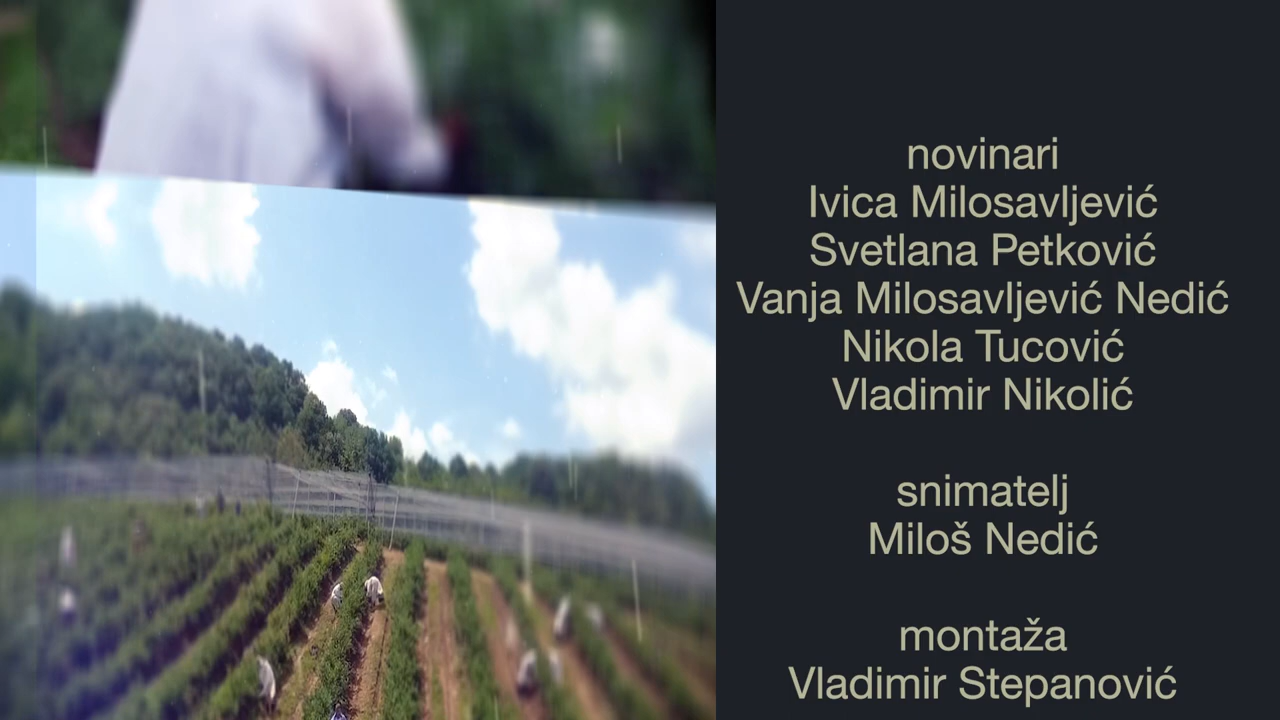 novinari
Ivica Milosavljević
Svetlana Petković
Vanja Milosavljević Nedić
Nikola Tucović
Vladimir Nikolić
snimatelj
Miloš Nedić
montaža
Vladimir Stepanović